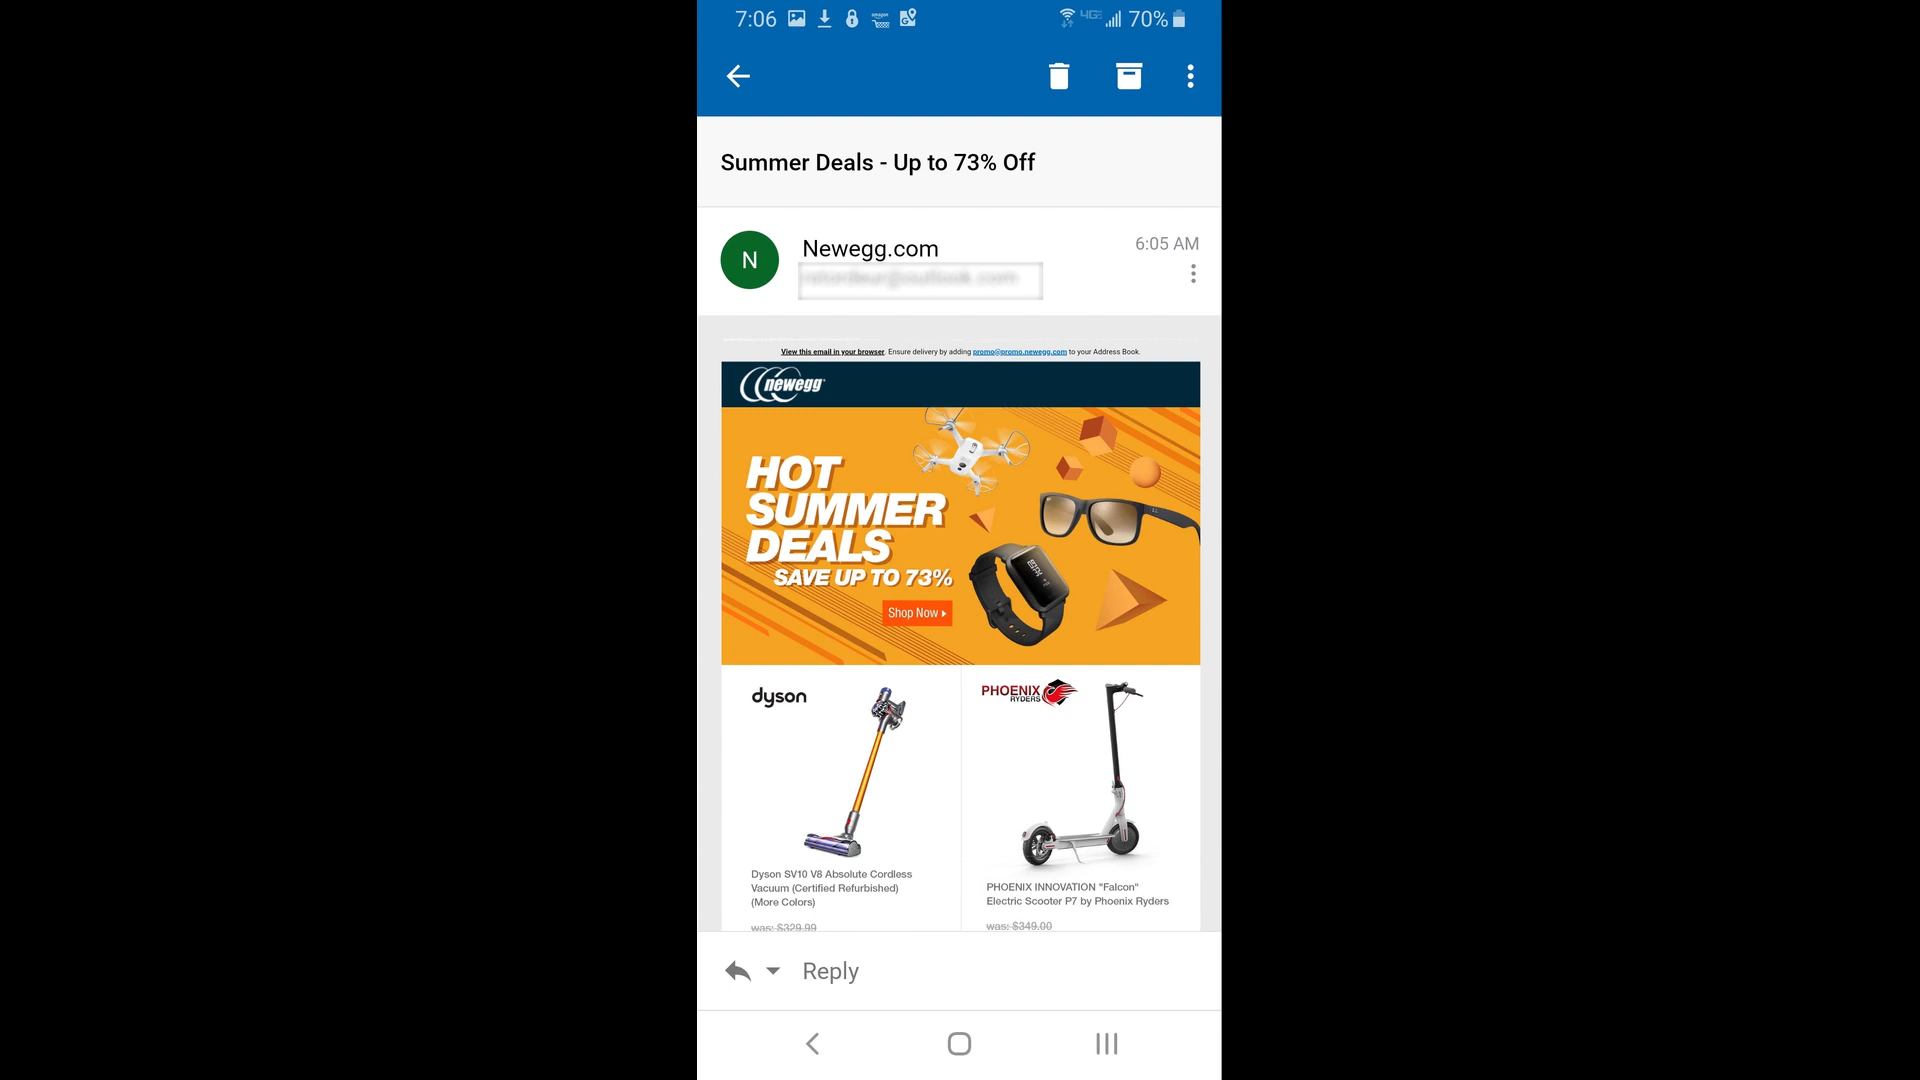 7:06
4G
70%
Summer Deals - Up to 73% Off
N
Newegg.com
6:05 AM
View this email in your browser. Ensure delivery by adding promo@promo.newegg.com to your Address Book.
newegg
HOT
SUMMER
DEALS
SAVE UP TO 73%
Shop Now
dyson
Dyson SV10 V8 Absolute Cordless
Vacuum (Certified Refurbished)
(More Colors)
was: $329.99
PHOENIX
RYDERS
PHOENIX INNOVATION "Falcon"
Electric Scooter P7 by Phoenix Ryders
was: $349.00
Reply